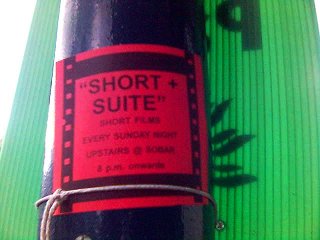 "SHORT +
SUITE"
SHORT FILMS
EVERY SUNDAY NIGHT
UPSTAIRS @ SOBAR
8 p.m. onwards